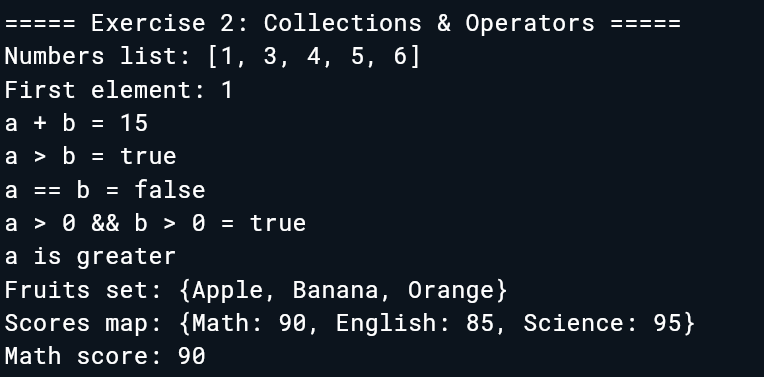 ===== Exercise 2: Collections & Operators =====
Numbers list: [1, 3, 4, 5, 6]
First element: 1
a + b = 15
a > b = true
a == b = false
a > 0 && b > 0 = true
a is greater
Fruits set: {Apple, Banana, Orange}
Scores map: {Math: 90, English: 85, Science: 95}
Math score: 90